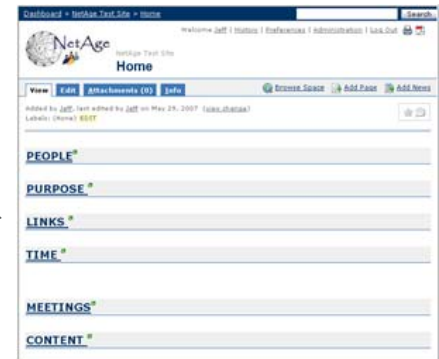 Dashboard > NetAge Test Site > Home
Search
Welcome Jeff | History | Preferences | Administration | Log Out
NetAge
NetAge Test Site
Home
View Edit Attachments (0) Info
Browse Space Add Page Add News
Added by Jeff, last edited by Jeff on May 29, 2007 (view change)
Labels: (None) EDIT
PEOPLE
PURPOSE
LINKS
TIME
MEETINGS
CONTENT